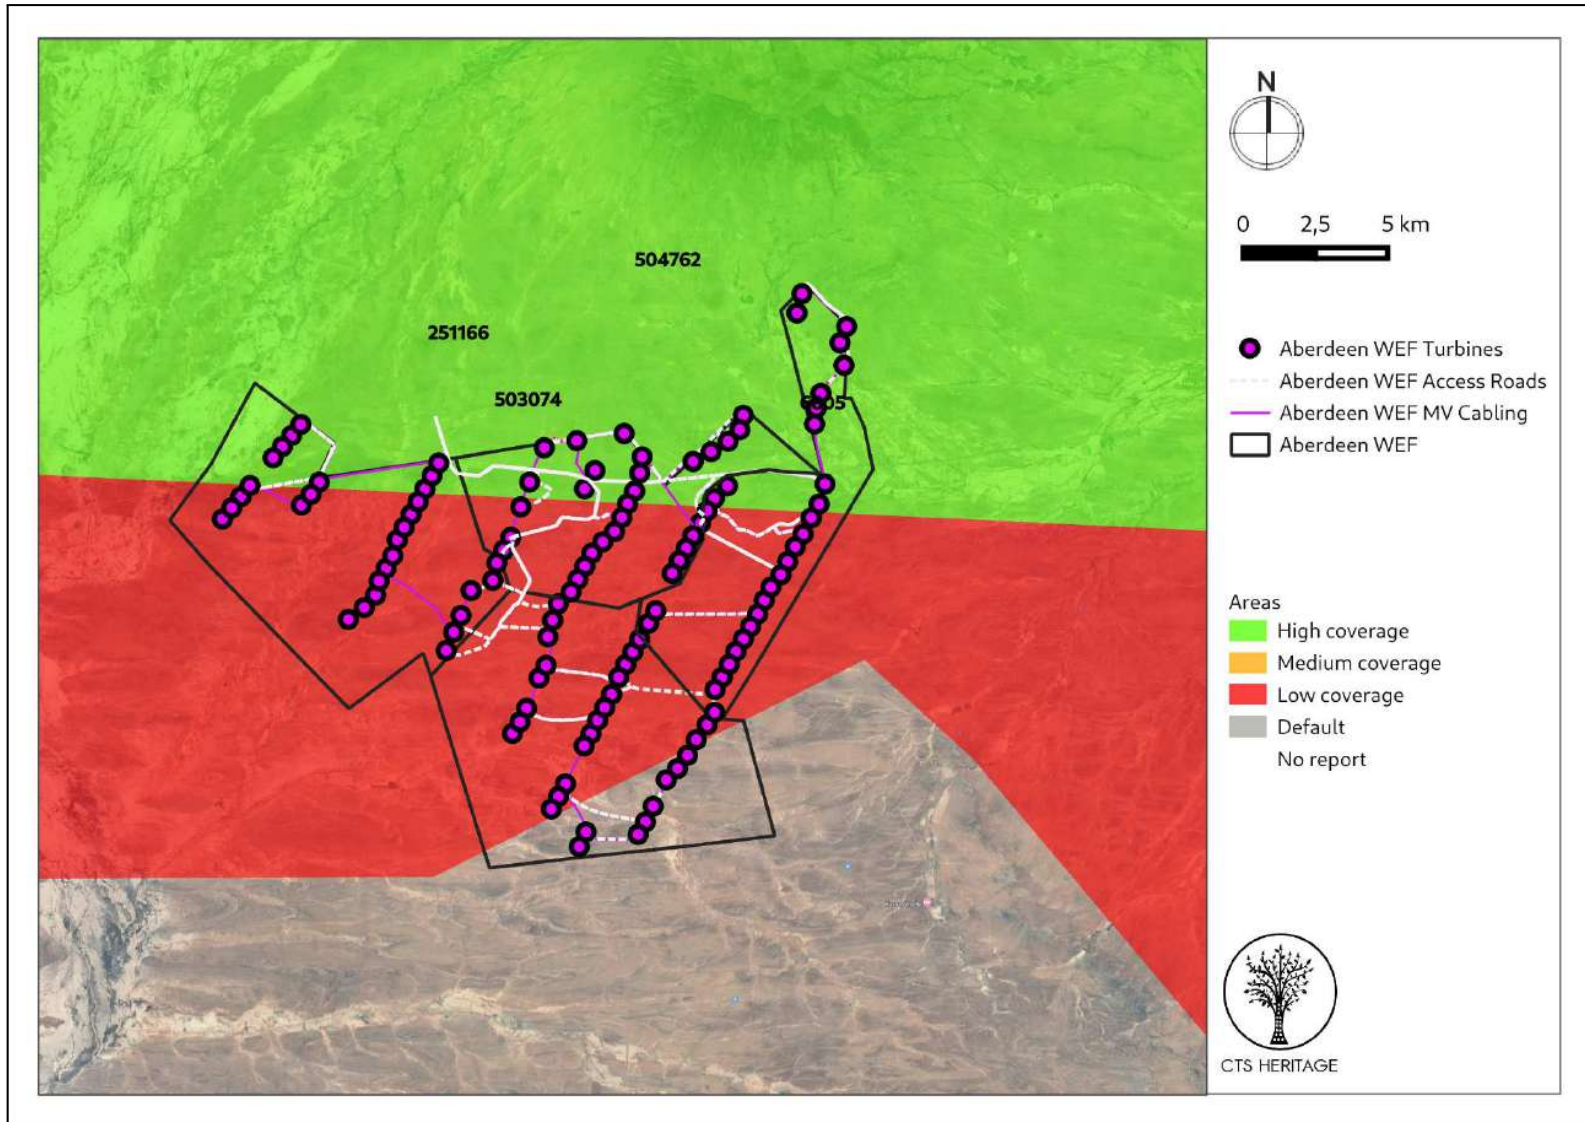 504762
251166
503074
N
0 2,5 5 km
Aberdeen WEF Turbines
Aberdeen WEF Access Roads
Aberdeen WEF MV Cabling
Aberdeen WEF
Areas
High coverage
Medium coverage
Low coverage
Default
No report
CTS HERITAGE